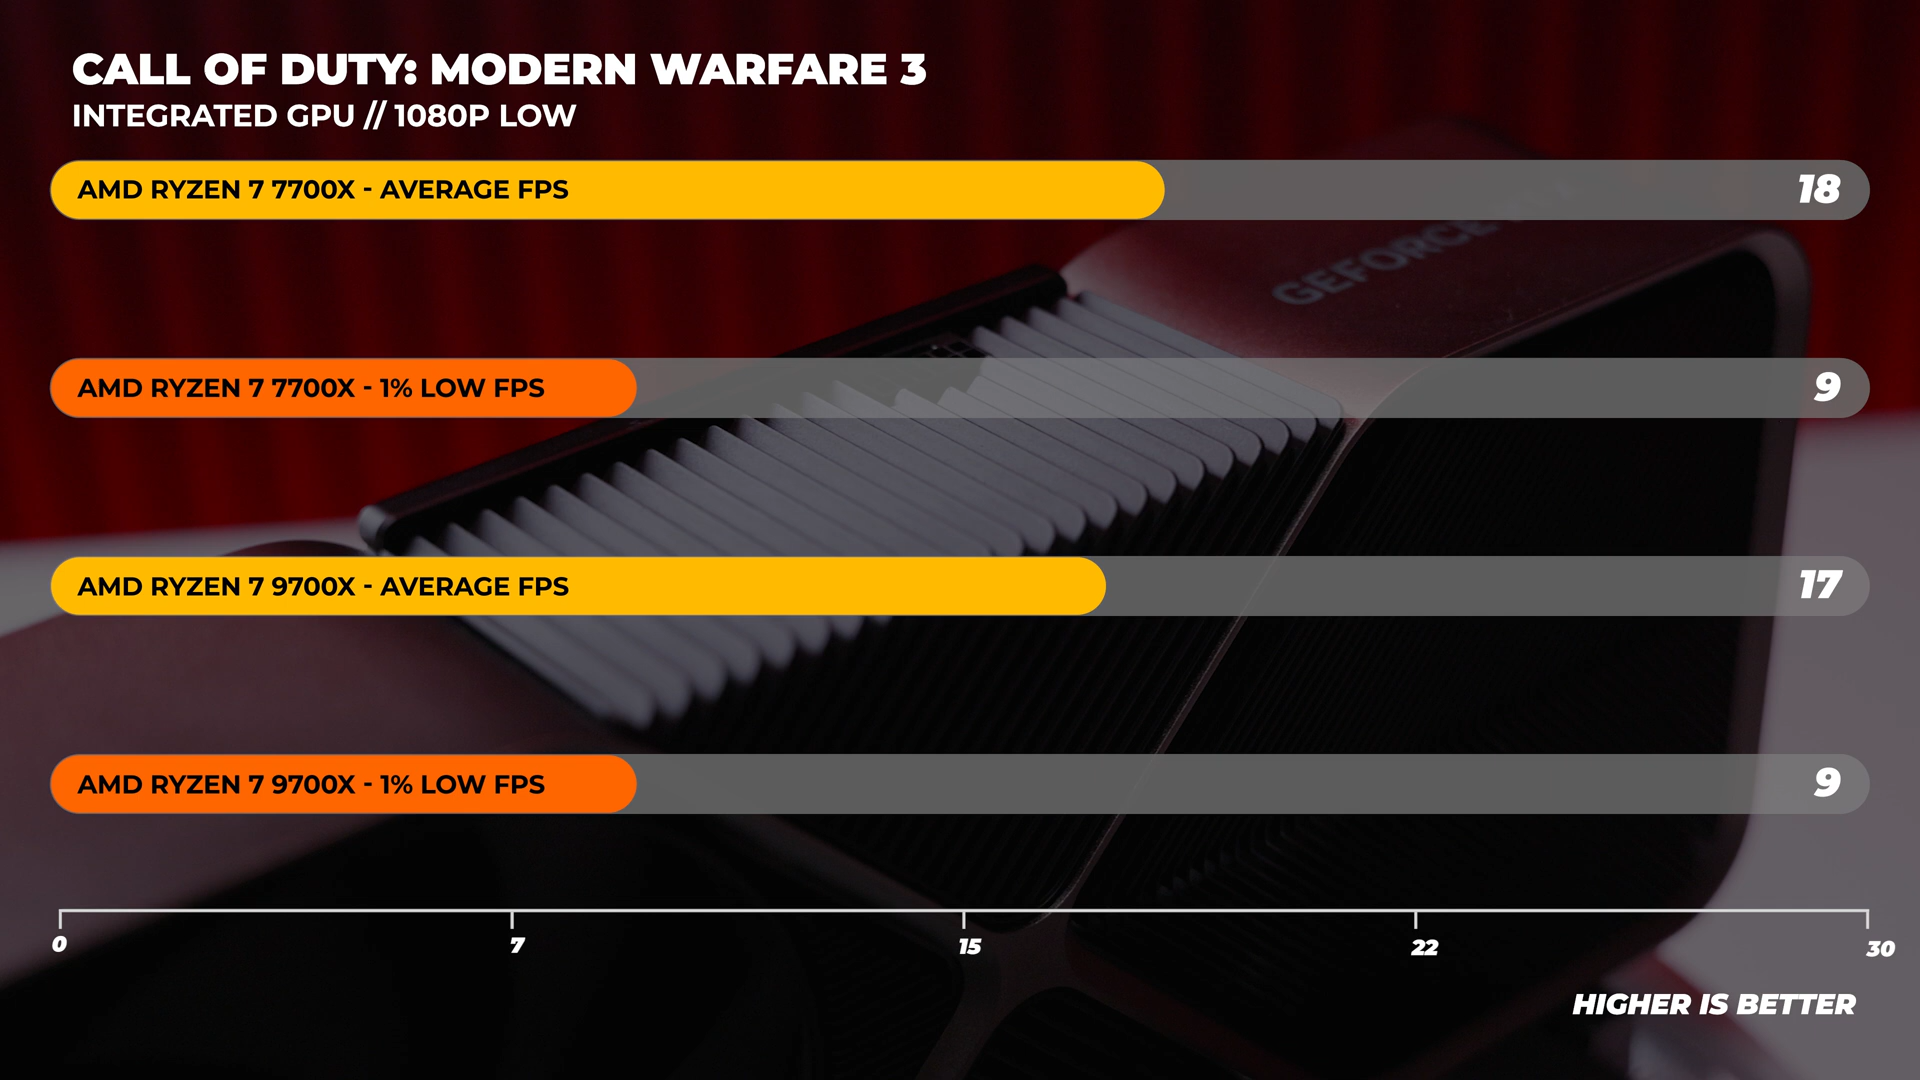 CALL OF DUTY: MODERN WARFARE 3
INTEGRATED GPU // 1080P LOW
AMD RYZEN 7 7700X - AVERAGE FPS 18
AMD RYZEN 7 7700X - 1% LOW FPS 9
AMD RYZEN 7 9700X - AVERAGE FPS 17
AMD RYZEN 7 9700X - 1% LOW FPS 9
0 7 15 22 30
HIGHER IS BETTER
GEFORCE